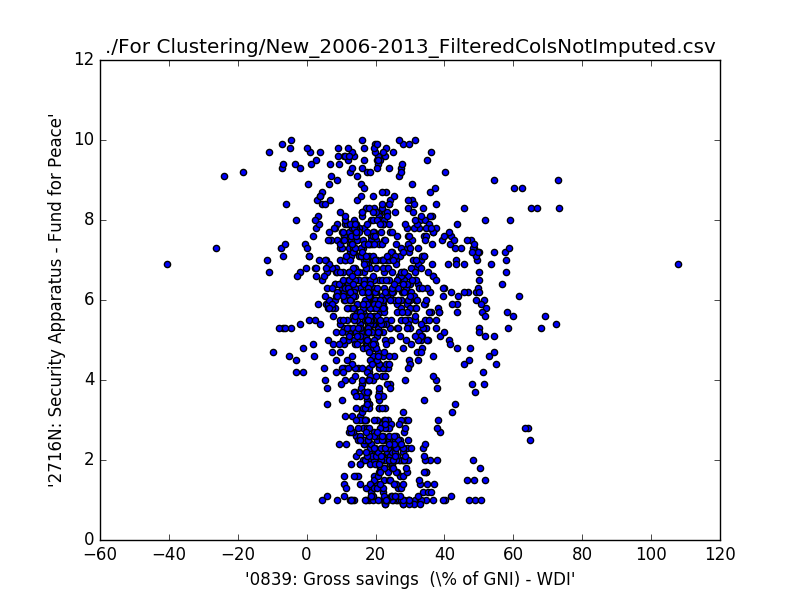 ./For Clustering/New_2006-2013_FilteredColsNotImputed.csv
12
10
8
6
4
2
0
'2716N: Security Apparatus - Fund for Peace'
−60 −40 −20 0 20 40 60 80 100 120
'0839: Gross savings  (\% of GNI) - WDI'